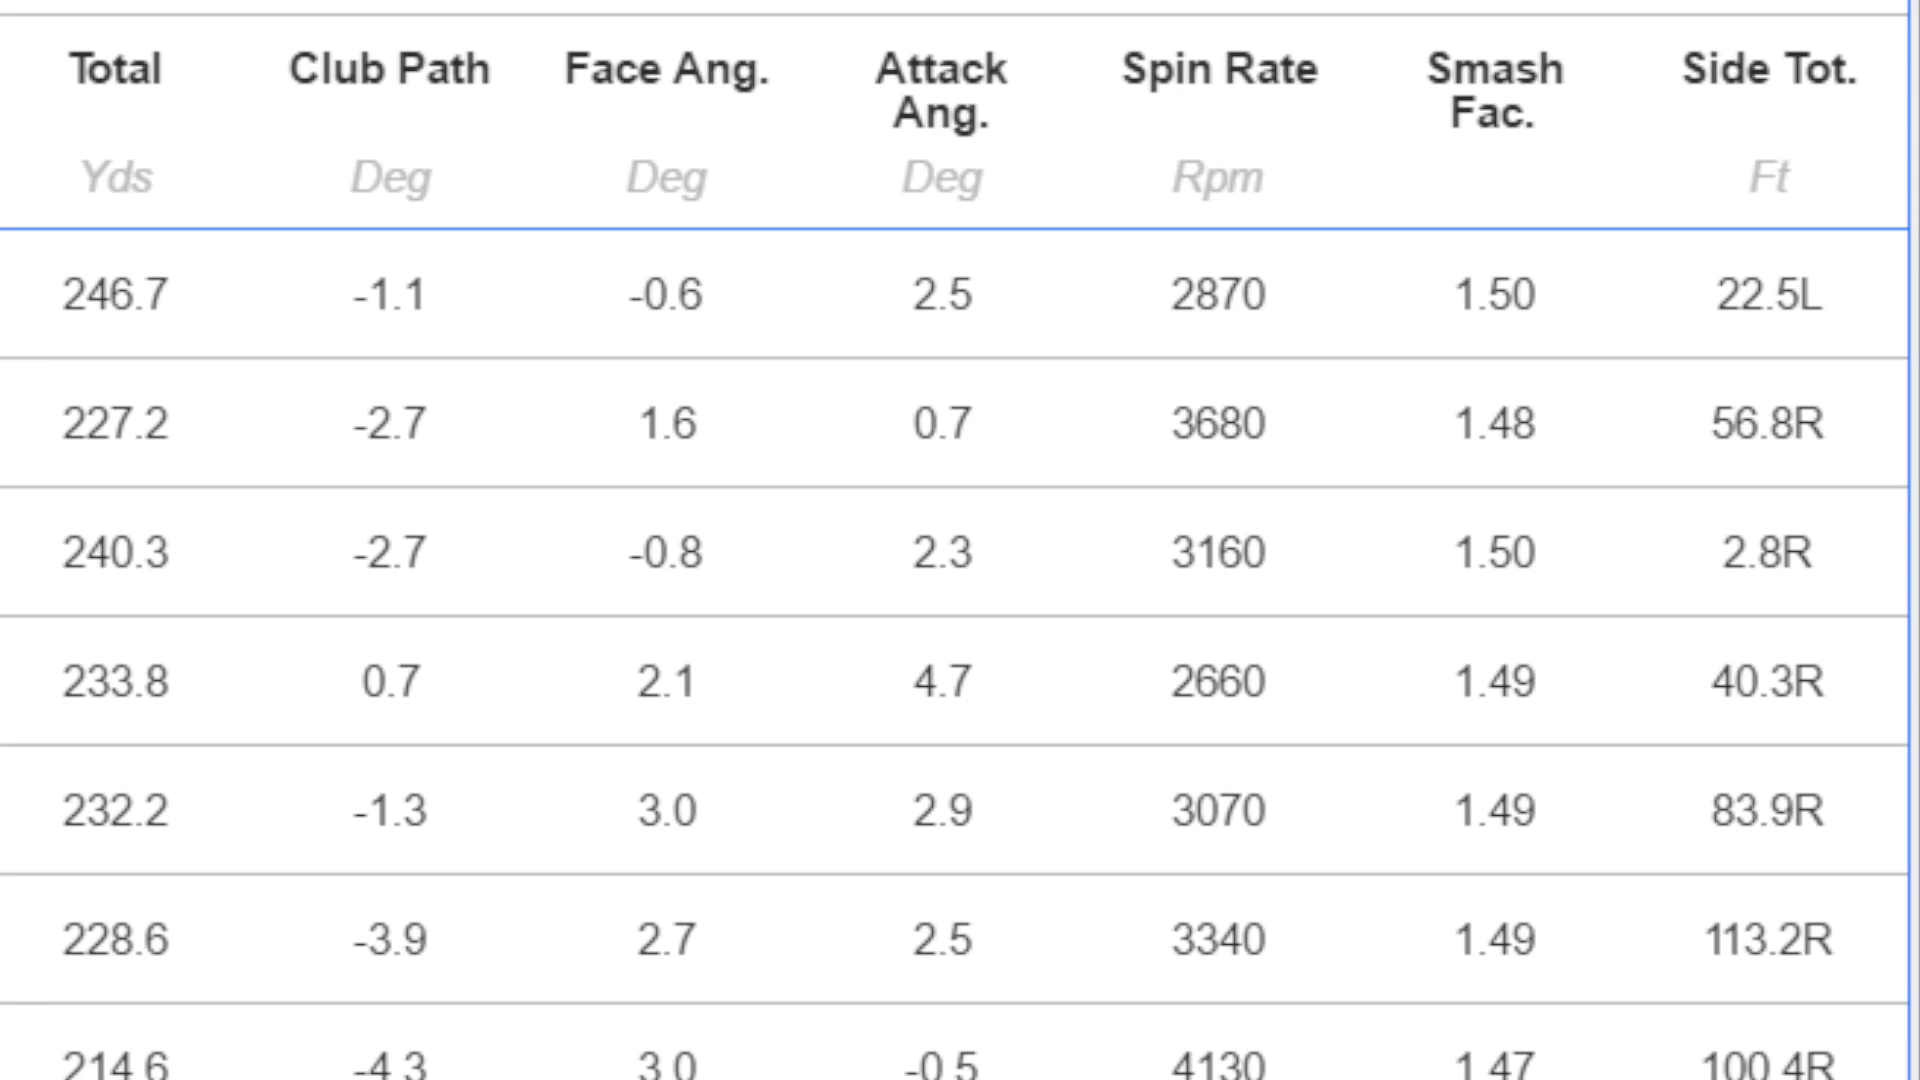 Total Club Path Face Ang. Attack Ang. Spin Rate Smash Fac. Side Tot.
Yds Deg Deg Deg Rpm Ft
246.7 -1.1 -0.6 2.5 2870 1.50 22.5L
227.2 -2.7 1.6 0.7 3680 1.48 56.8R
240.3 -2.7 -0.8 2.3 3160 1.50 2.8R
233.8 0.7 2.1 4.7 2660 1.49 40.3R
232.2 -1.3 3.0 2.9 3070 1.49 83.9R
228.6 -3.9 2.7 2.5 3340 1.49 113.2R
214.6 -4.3 3.0 -0.5 4130 1.47 100.4R